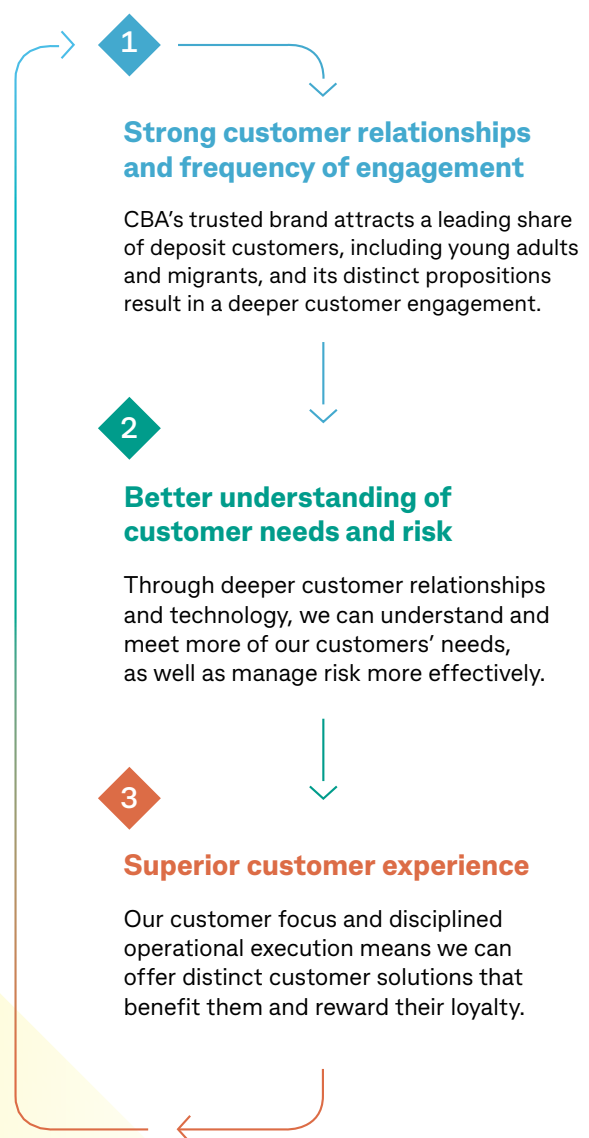 1
Strong customer relationships
and frequency of engagement
CBA’s trusted brand attracts a leading share
of deposit customers, including young adults
and migrants, and its distinct propositions
result in a deeper customer engagement.
2
Better understanding of
customer needs and risk
Through deeper customer relationships
and technology, we can understand and
meet more of our customers’ needs,
as well as manage risk more effectively.
3
Superior customer experience
Our customer focus and disciplined
operational execution means we can
offer distinct customer solutions that
benefit them and reward their loyalty.